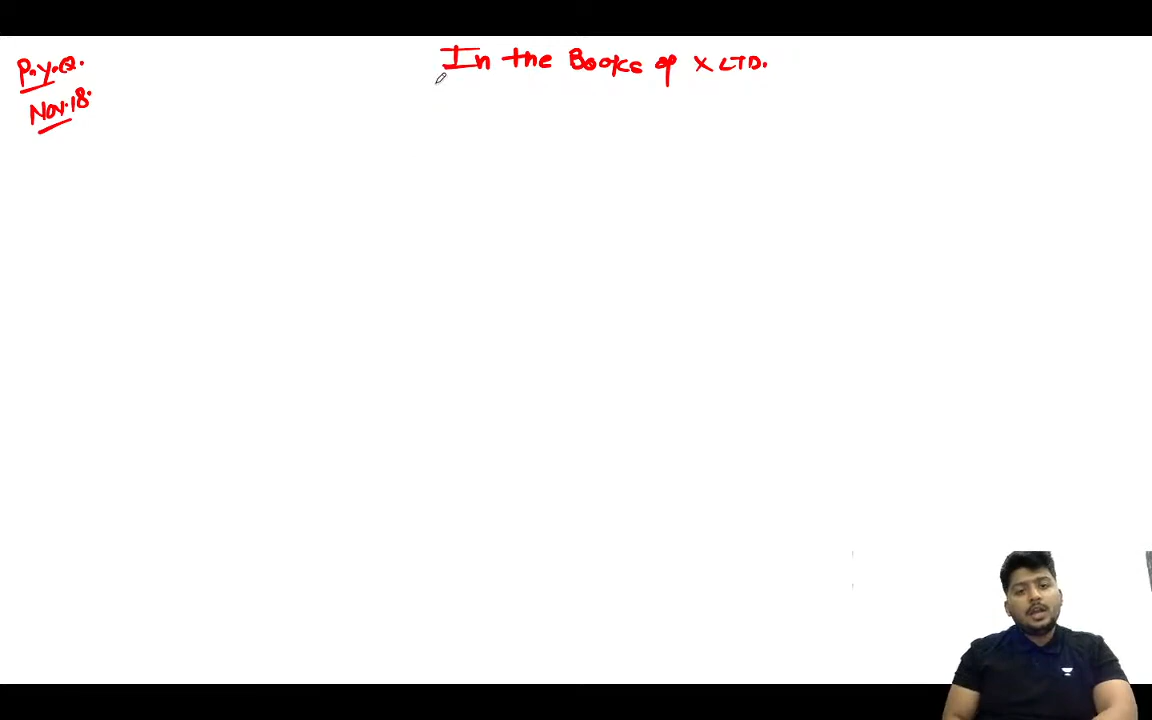 P.Y.Q.
Nov.18.
In the Books of X LTD.